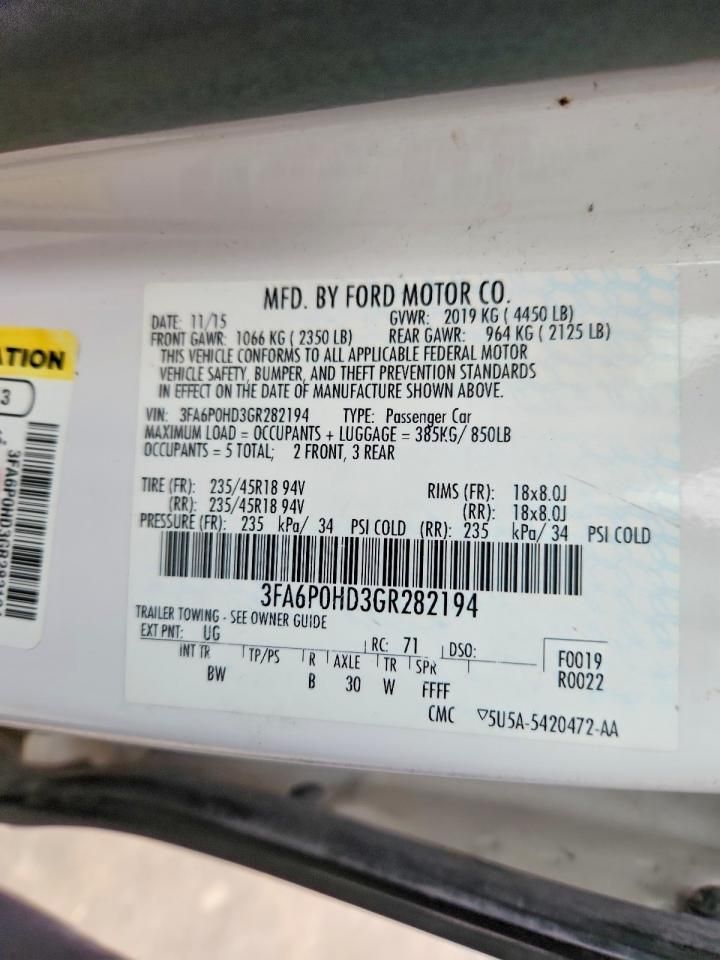 MFD. BY FORD MOTOR CO.
DATE: 11/15 GVWR: 2019 KG ( 4450 LB)
FRONT GAWR: 1066 KG ( 2350 LB) REAR GAWR: 964 KG ( 2125 LB)
THIS VEHICLE CONFORMS TO ALL APPLICABLE FEDERAL MOTOR
VEHICLE SAFETY, BUMPER, AND THEFT PREVENTION STANDARDS
IN EFFECT ON THE DATE OF MANUFACTURE SHOWN ABOVE.
VIN: 3FA6P0HD3GR282194 TYPE: Passenger Car
MAXIMUM LOAD = OCCUPANTS + LUGGAGE = 385KG/ 850LB
OCCUPANTS = 5 TOTAL; 2 FRONT, 3 REAR
TIRE (FR): 235/45R18 94V RIMS (FR): 18x8.0J
(RR): 235/45R18 94V (RR): 18x8.0J
PRESSURE (FR): 235 kPa/ 34 PSI COLD (RR): 235 kPa/ 34 PSI COLD
3FA6P0HD3GR282194
TRAILER TOWING - SEE OWNER GUIDE
EXT PNT: UG RC: 71 DSO: F0019
INT TR TP/PS R AXLE TR SPR R0022
BW B 30 W FFFF
CMC ▽5U5A-5420472-AA
ATION
3